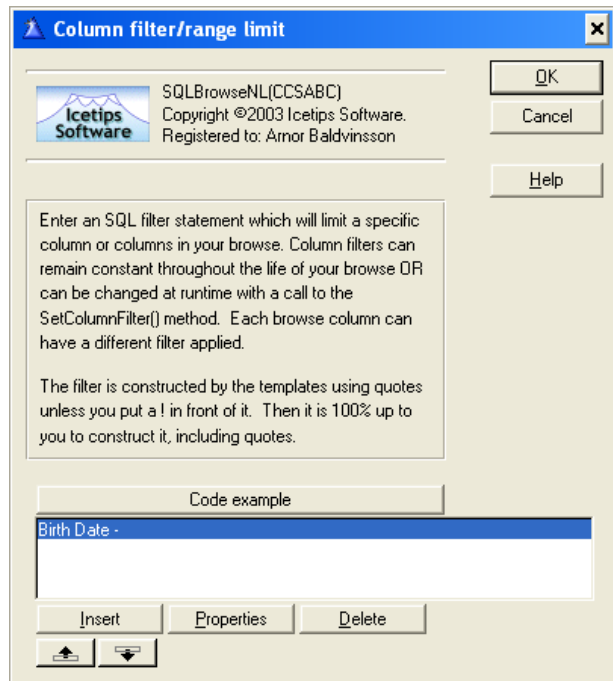 Column filter/range limit
OK
Icetips
Software
SQLBrowseNL(CCSABC)
Copyright ©2003 Icetips Software.
Registered to: Arnor Baldvinsson
Cancel
Help
Enter an SQL filter statement which will limit a specific
column or columns in your browse. Column filters can
remain constant throughout the life of your browse OR
can be changed at runtime with a call to the
SetColumnFilter() method.  Each browse column can
have a different filter applied.
The filter is constructed by the templates using quotes
unless you put a ! in front of it.  Then it is 100% up to
you to construct it, including quotes.
Code example
Birth Date -
Insert
Properties
Delete